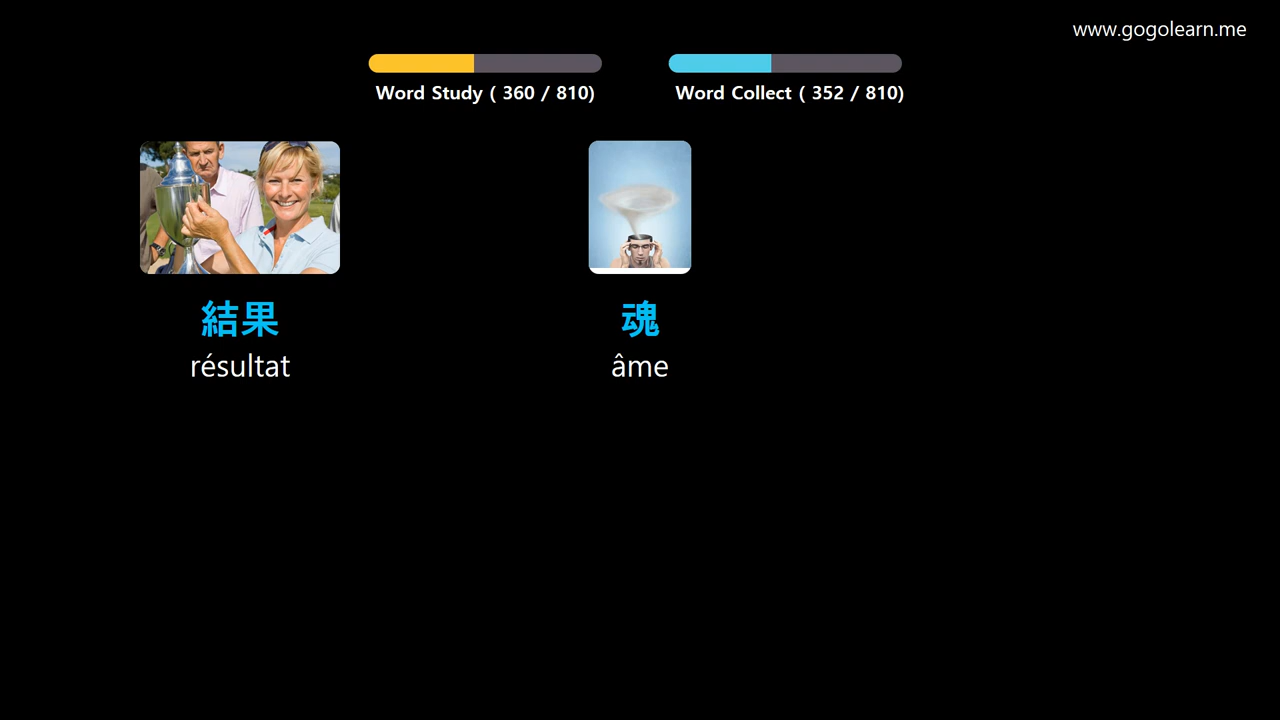 www.gogolearn.me
Word Study ( 360 / 810)
Word Collect ( 352 / 810)
結果
résultat
魂
âme